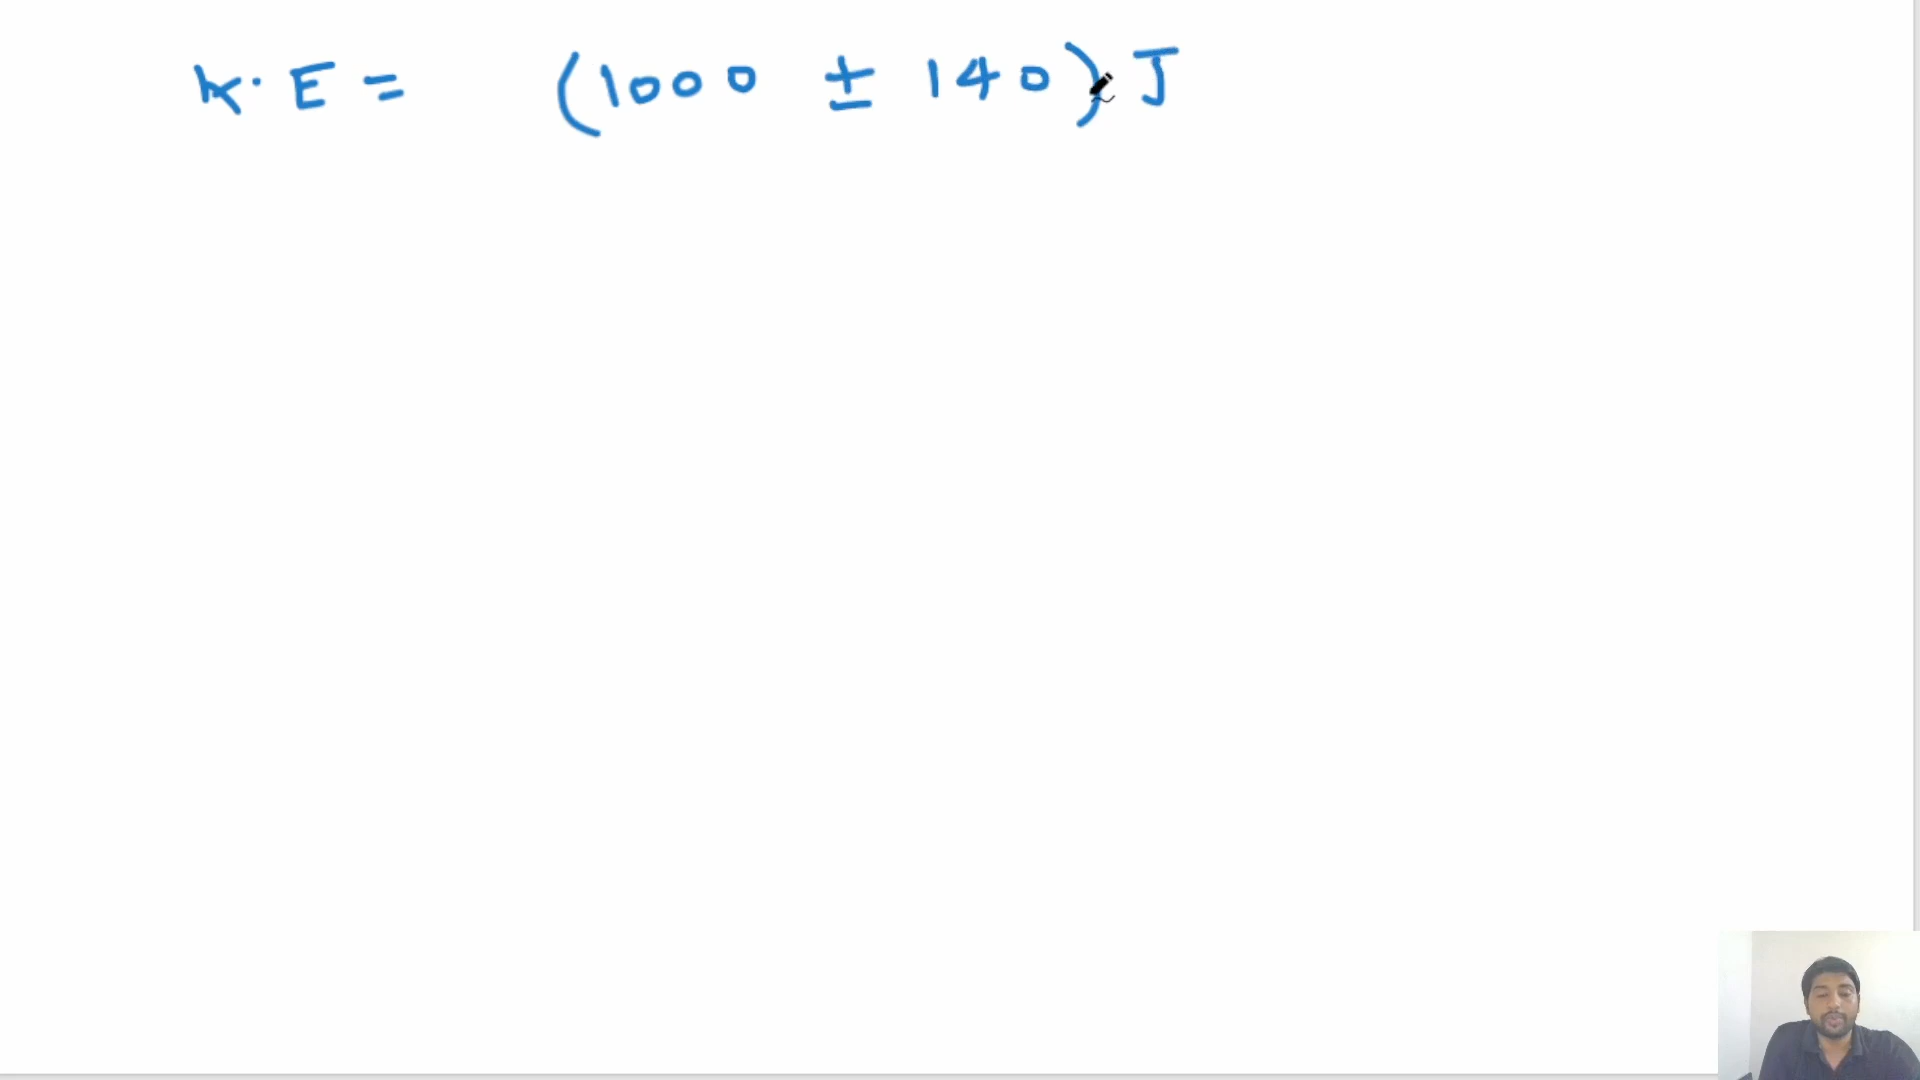 K.E = (1000 ± 140) J